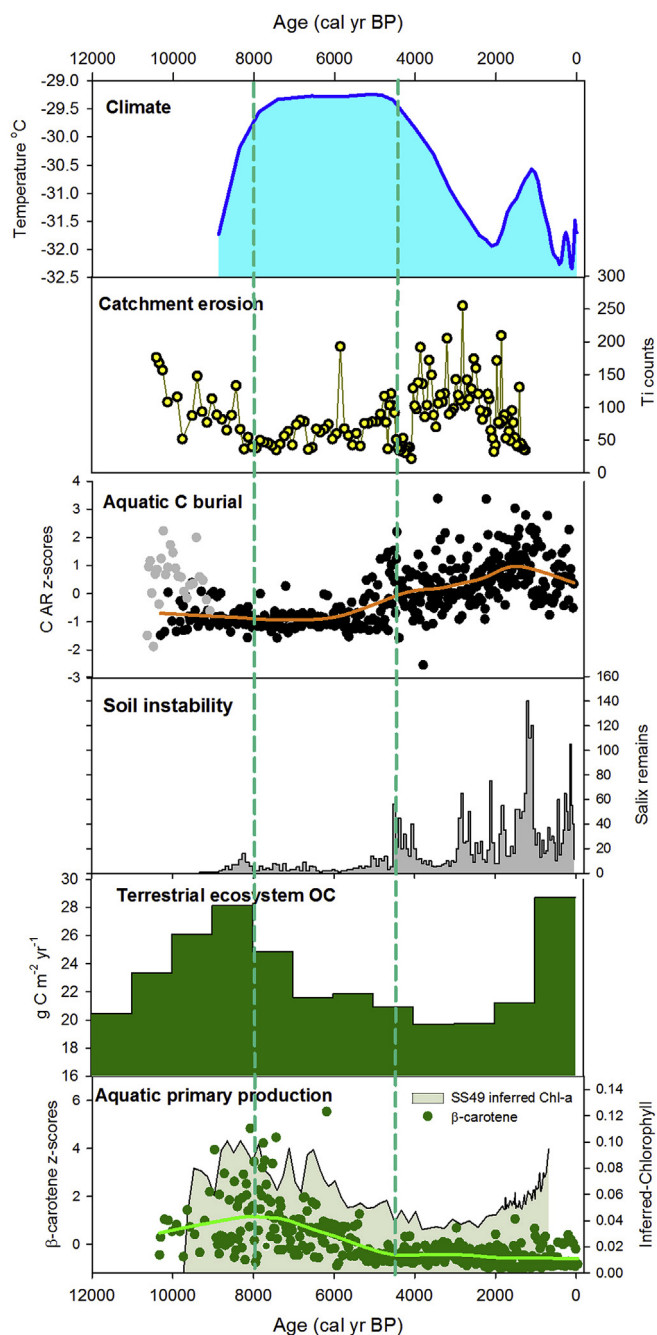 Age (cal yr BP)
12000 10000 8000 6000 4000 2000 0
Climate
Temperature °C
-29.0
-29.5
-30.0
-30.5
-31.0
-31.5
-32.0
-32.5
Catchment erosion
Ti counts
300
250
200
150
100
50
0
Aquatic C burial
C AR z-scores
4
3
2
1
0
-1
-2
-3
Soil instability
Salix remains
160
140
120
100
80
60
40
20
0
Terrestrial ecosystem OC
g C m-2 yr-1
30
28
26
24
22
20
18
16
Aquatic primary production
SS49 inferred Chl-a
β-carotene
β-carotene z-scores
6
4
2
0
Inferred-Chlorophyll
0.14
0.12
0.10
0.08
0.06
0.04
0.02
0.00
12000 10000 8000 6000 4000 2000 0
Age (cal yr BP)